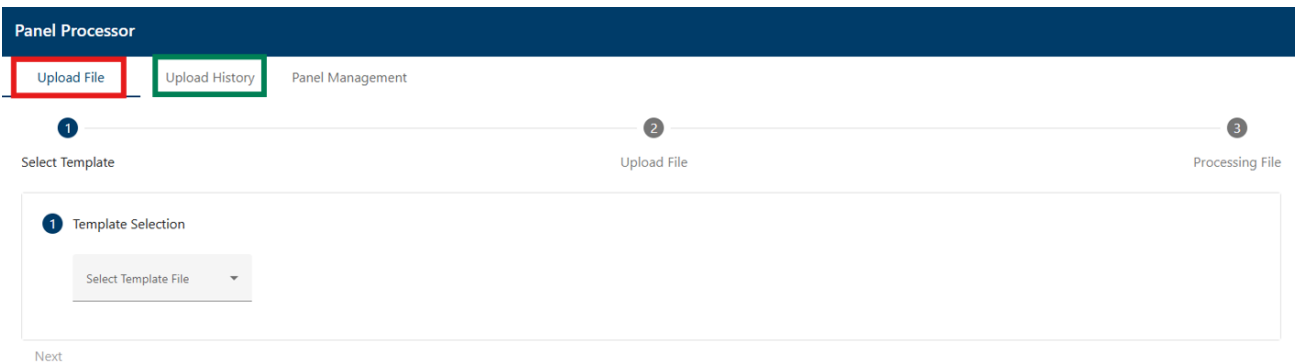 Panel Processor
Upload File Upload History Panel Management
1 2 3
Select Template Upload File Processing File
1 Template Selection
Select Template File
Next